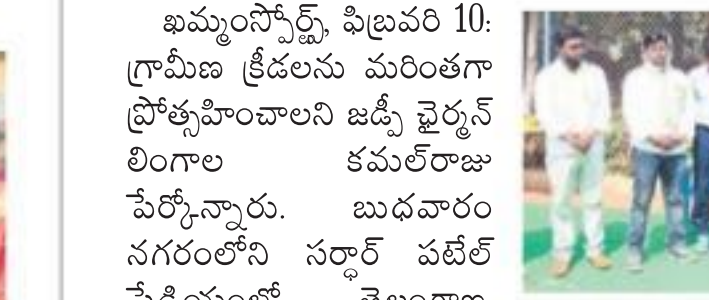 ఖమ్మంస్పోర్ట్స్, ఫిబ్రవరి 10:
గ్రామీణ క్రీడలను మరింతగా
ప్రోత్సహించాలని జడ్పీ ఛైర్మన్
లింగాల కమల్‌రాజు
పేర్కోన్నారు. బుధవారం
నగరంలోని సర్ధార్ పటేల్